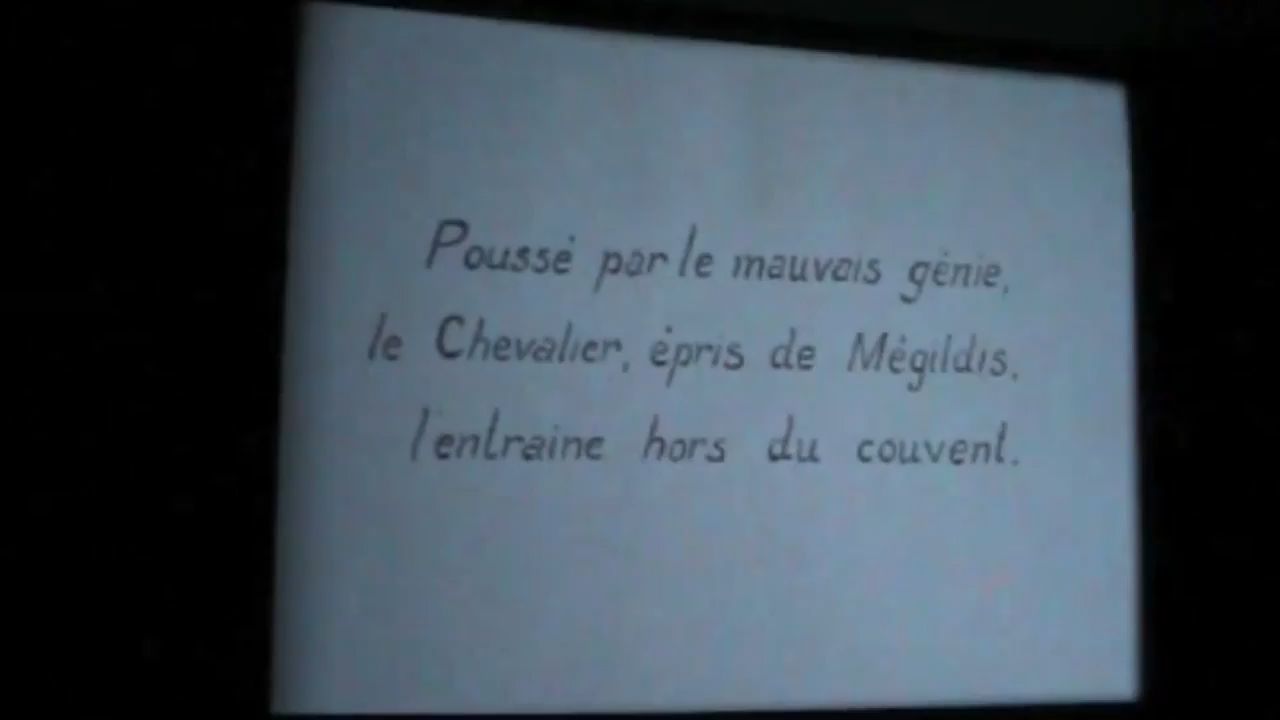 Poussé par le mauvais génie,
le Chevalier, épris de Mégildis,
l'entraine hors du couvent.